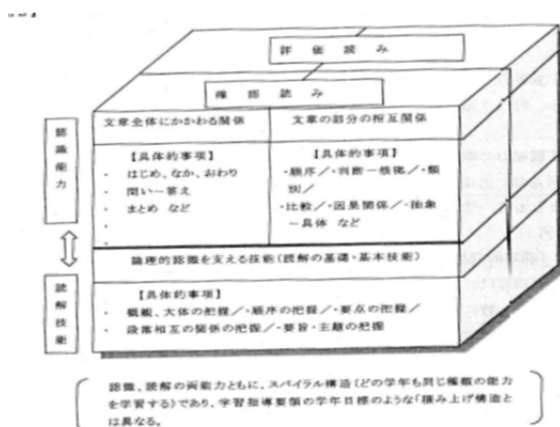 評価読み
確認読み
文章全体にかかわる関係
文章の部分の相互関係
認識能力
【具体的事項】
・ はじめ、なか、おわり
・ 問い－答え
・ まとめ など
・
・
【具体的事項】
・順序／・判断－根拠／・類
別／
・比較／・因果関係／・抽象
－具体 など
論理的認識を支える技能(読解の基礎・基本技能)
読解技能
【具体的事項】
・ 概観、大体の把握／・順序の把握／・要点の把握／
・ 段落相互の関係の把握／・要旨・主題の把握
認識、読解の両能力ともに、スパイラル構造(どの学年も同じ種類の能力
を学習する)であり、学習指導要領の学年目標のような「積み上げ構造と
は異なる。